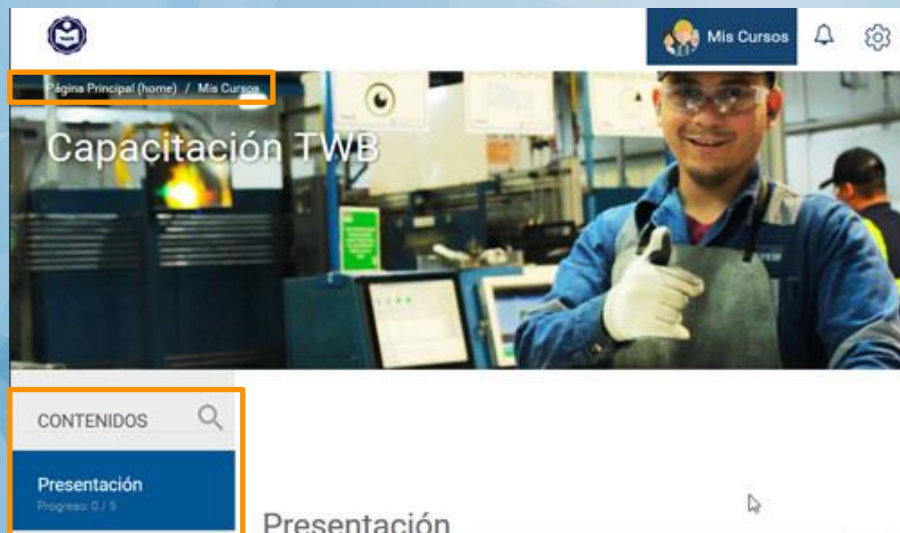 Mis Cursos
Página Principal (home) / Mis Cursos
Capacitación TWB
CONTENIDOS
Presentación
Progreso: 0 / 5
Presentación